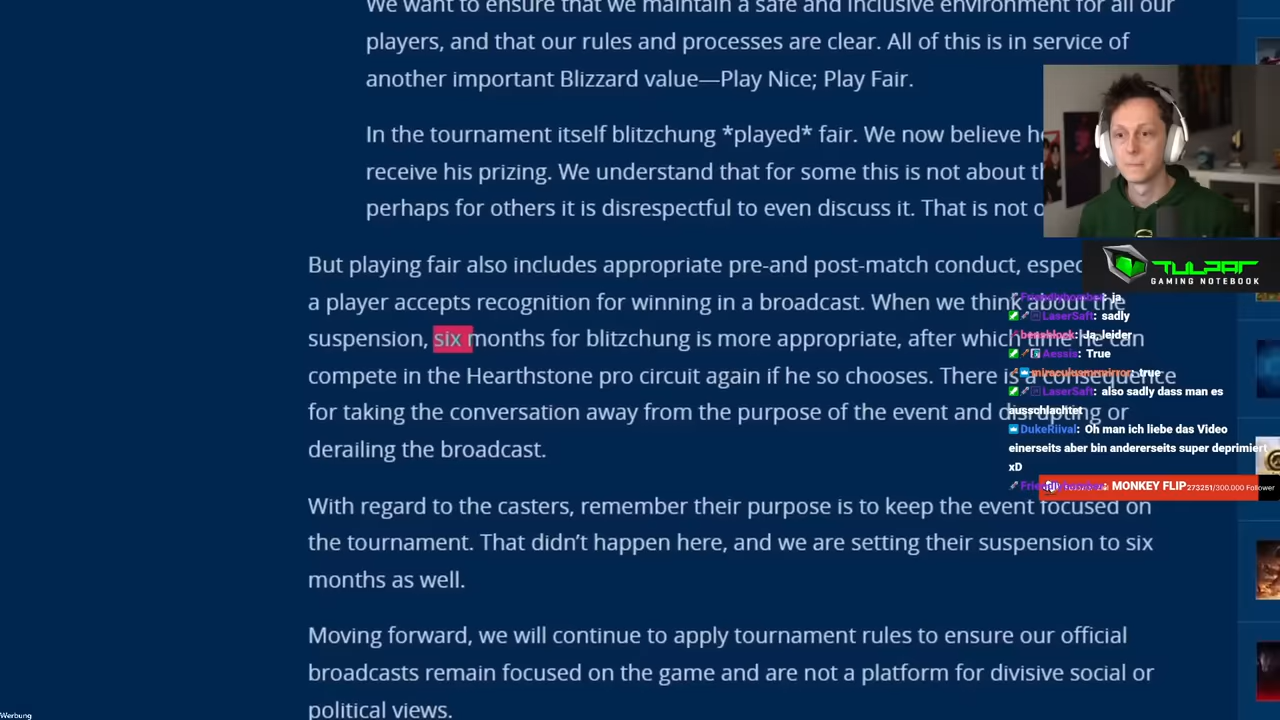 We want to ensure that we maintain a safe and inclusive environment for all our
players, and that our rules and processes are clear. All of this is in service of
another important Blizzard value—Play Nice; Play Fair.
In the tournament itself blitzchung *played* fair. We now believe he
receive his prizing. We understand that for some this is not about th
perhaps for others it is disrespectful to even discuss it. That is not o
But playing fair also includes appropriate pre-and post-match conduct, espec
a player accepts recognition for winning in a broadcast. When we think about the
suspension, six months for blitzchung is more appropriate, after which time he can
compete in the Hearthstone pro circuit again if he so chooses. There is a consequence
for taking the conversation away from the purpose of the event and disrupting or
derailing the broadcast.
With regard to the casters, remember their purpose is to keep the event focused on
the tournament. That didn't happen here, and we are setting their suspension to six
months as well.
Moving forward, we will continue to apply tournament rules to ensure our official
broadcasts remain focused on the game and are not a platform for divisive social or
political views.
TULPAR
GAMING NOTEBOOK
: ja
LaserSaft: sadly
: Ja, leider
Aessis: True
: true
LaserSaft: also sadly dass man es
ausschlachtet
DukeRiival: Oh man ich liebe das Video
einerseits aber bin andererseits super deprimiert
xD
MONKEY FLIP
273251/300.000 Follower
Werbung